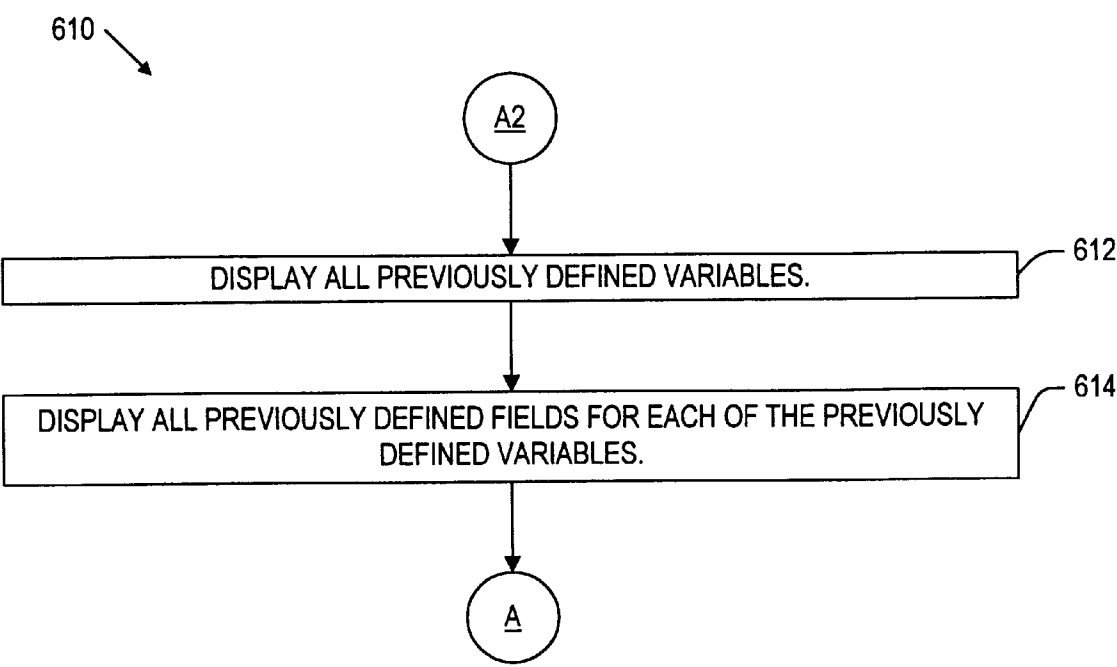 610
A2
DISPLAY ALL PREVIOUSLY DEFINED VARIABLES.
612
DISPLAY ALL PREVIOUSLY DEFINED FIELDS FOR EACH OF THE PREVIOUSLY
DEFINED VARIABLES.
614
A